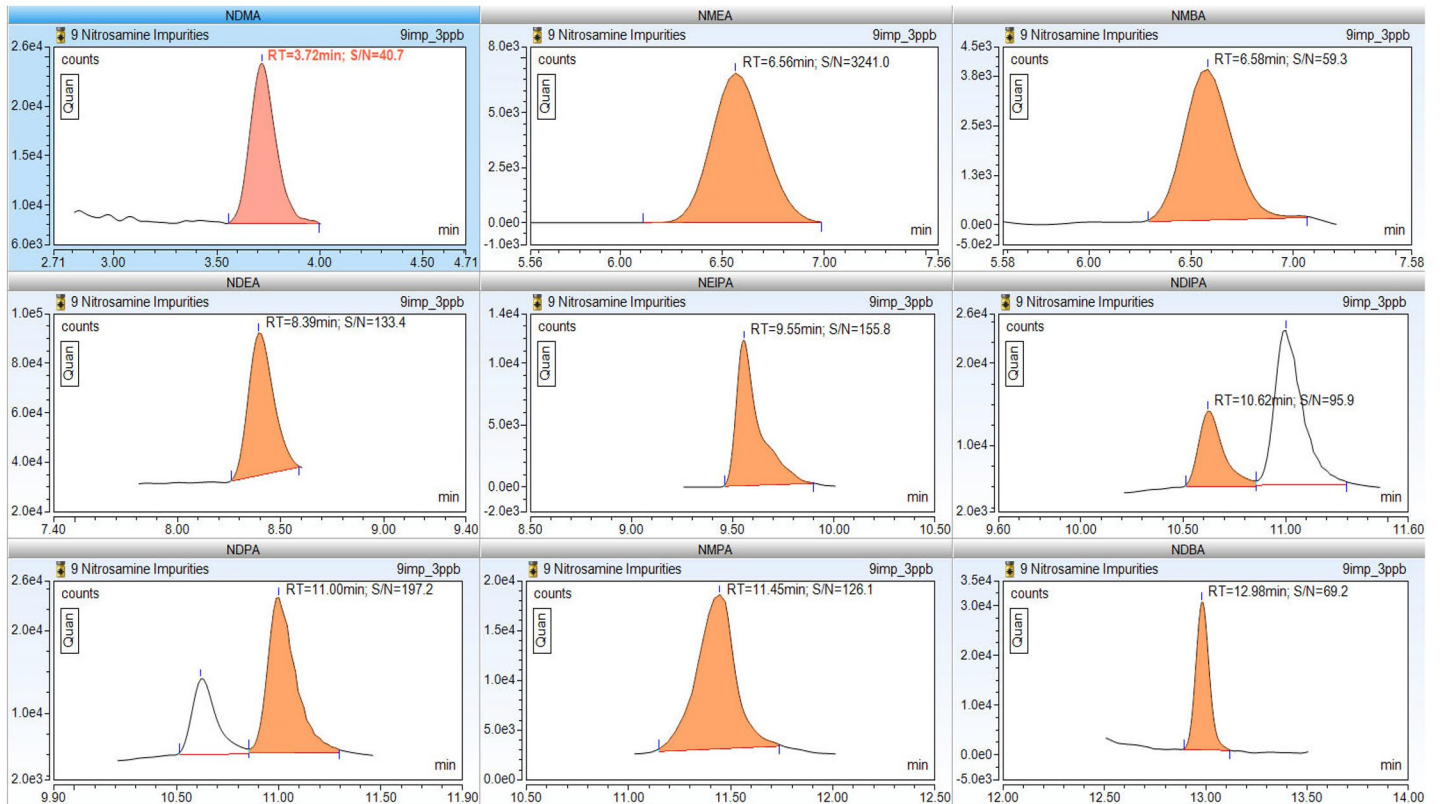 NDMA
9 Nitrosamine Impurities 9imp_3ppb
counts
Quan
RT=3.72min; S/N=40.7
2.6e4
2.0e4
1.5e4
1.0e4
6.0e3
min
2.71 3.00 3.50 4.00 4.50 4.71
NMEA
9 Nitrosamine Impurities 9imp_3ppb
counts
Quan
RT=6.56min; S/N=3241.0
8.0e3
5.0e3
2.5e3
0.0e0
-1.0e3
min
5.56 6.00 6.50 7.00 7.56
NMBA
9 Nitrosamine Impurities 9imp_3ppb
counts
Quan
RT=6.58min; S/N=59.3
4.5e3
3.8e3
2.5e3
1.3e3
0.0e0
-5.0e2
min
5.58 6.00 6.50 7.00 7.58
NDEA
9 Nitrosamine Impurities 9imp_3ppb
counts
Quan
RT=8.39min; S/N=133.4
1.0e5
8.0e4
6.0e4
4.0e4
2.0e4
min
7.40 8.00 8.50 9.00 9.40
NEIPA
9 Nitrosamine Impurities 9imp_3ppb
counts
Quan
RT=9.55min; S/N=155.8
1.4e4
1.0e4
5.0e3
0.0e0
-2.0e3
min
8.50 9.00 9.50 10.00 10.50
NDIPA
9 Nitrosamine Impurities 9imp_3ppb
counts
Quan
RT=10.62min; S/N=95.9
2.6e4
2.0e4
1.0e4
2.0e3
min
9.60 10.00 10.50 11.00 11.60
NDPA
9 Nitrosamine Impurities 9imp_3ppb
counts
Quan
RT=11.00min; S/N=197.2
2.6e4
2.0e4
1.0e4
2.0e3
min
9.90 10.50 11.00 11.50 11.90
NMPA
9 Nitrosamine Impurities 9imp_3ppb
counts
Quan
RT=11.45min; S/N=126.1
2.0e4
1.5e4
1.0e4
5.0e3
0.0e0
min
10.50 11.00 11.50 12.00 12.50
NDBA
9 Nitrosamine Impurities 9imp_3ppb
counts
Quan
RT=12.98min; S/N=69.2
3.5e4
3.0e4
2.0e4
1.0e4
0.0e0
-5.0e3
min
12.00 12.50 13.00 13.50 14.00